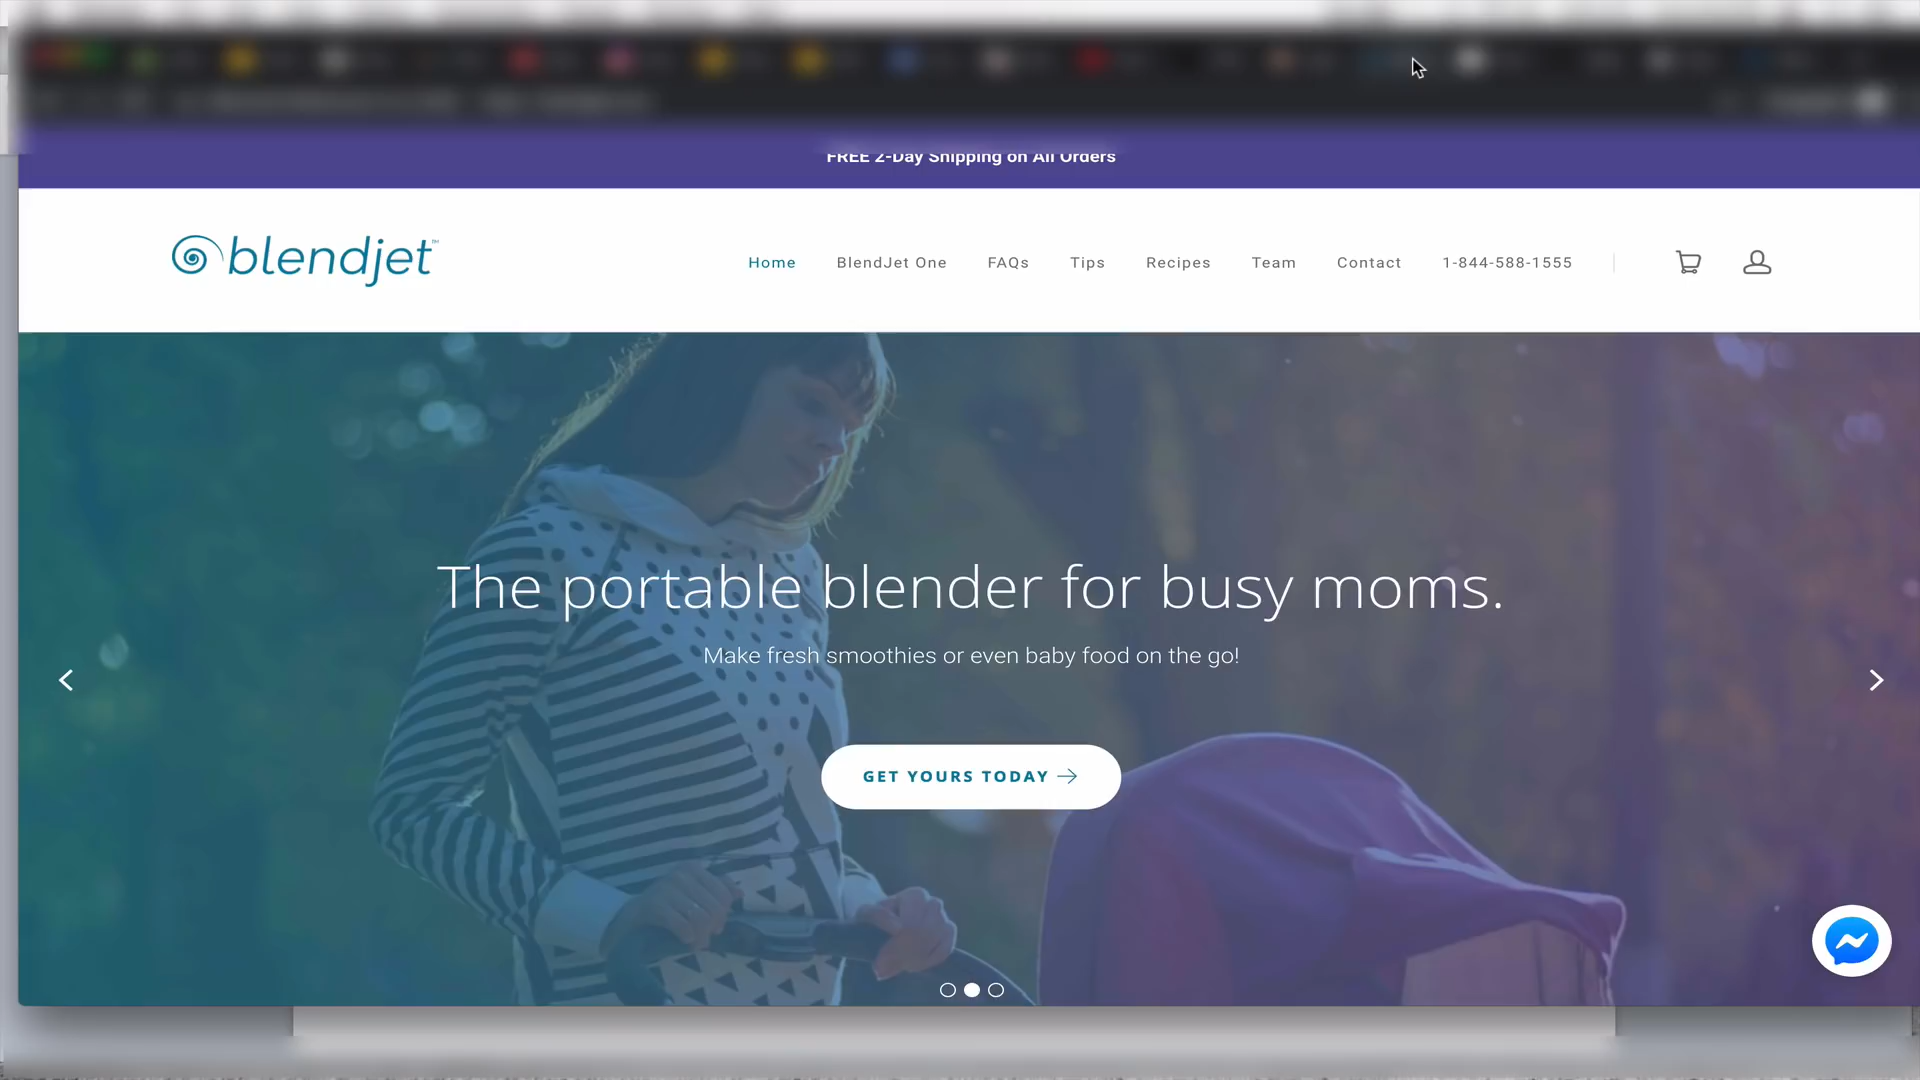 FREE 2-Day Shipping on All Orders
blendjet™
Home BlendJet One FAQs Tips Recipes Team Contact 1-844-588-1555
The portable blender for busy moms.
Make fresh smoothies or even baby food on the go!
GET YOURS TODAY →